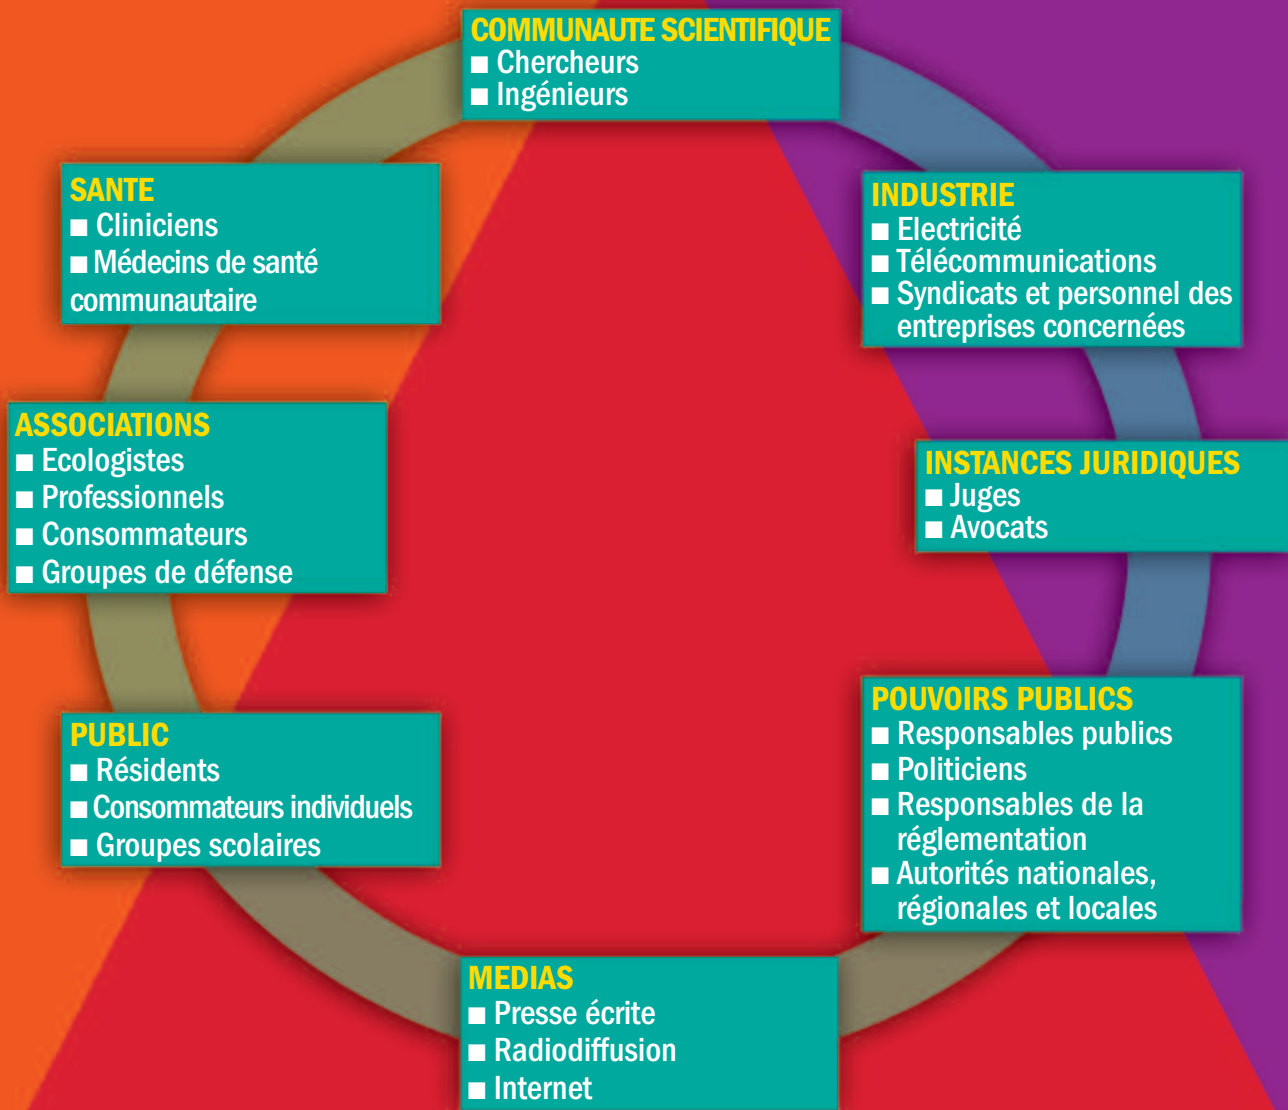 COMMUNAUTE SCIENTIFIQUE
■ Chercheurs
■ Ingénieurs
SANTE
■ Cliniciens
■ Médecins de santé
communautaire
INDUSTRIE
■ Electricité
■ Télécommunications
■ Syndicats et personnel des
entreprises concernées
ASSOCIATIONS
■ Ecologistes
■ Professionnels
■ Consommateurs
■ Groupes de défense
INSTANCES JURIDIQUES
■ Juges
■ Avocats
PUBLIC
■ Résidents
■ Consommateurs individuels
■ Groupes scolaires
POUVOIRS PUBLICS
■ Responsables publics
■ Politiciens
■ Responsables de la
réglementation
■ Autorités nationales,
régionales et locales
MEDIAS
■ Presse écrite
■ Radiodiffusion
■ Internet